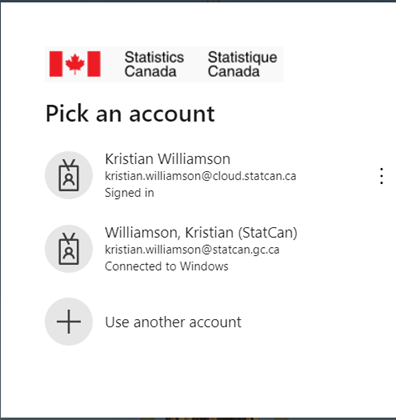 Statistics Statistique
Canada Canada
Pick an account
Kristian Williamson
kristian.williamson@cloud.statcan.ca
Signed in
Williamson, Kristian (StatCan)
kristian.williamson@statcan.gc.ca
Connected to Windows
Use another account